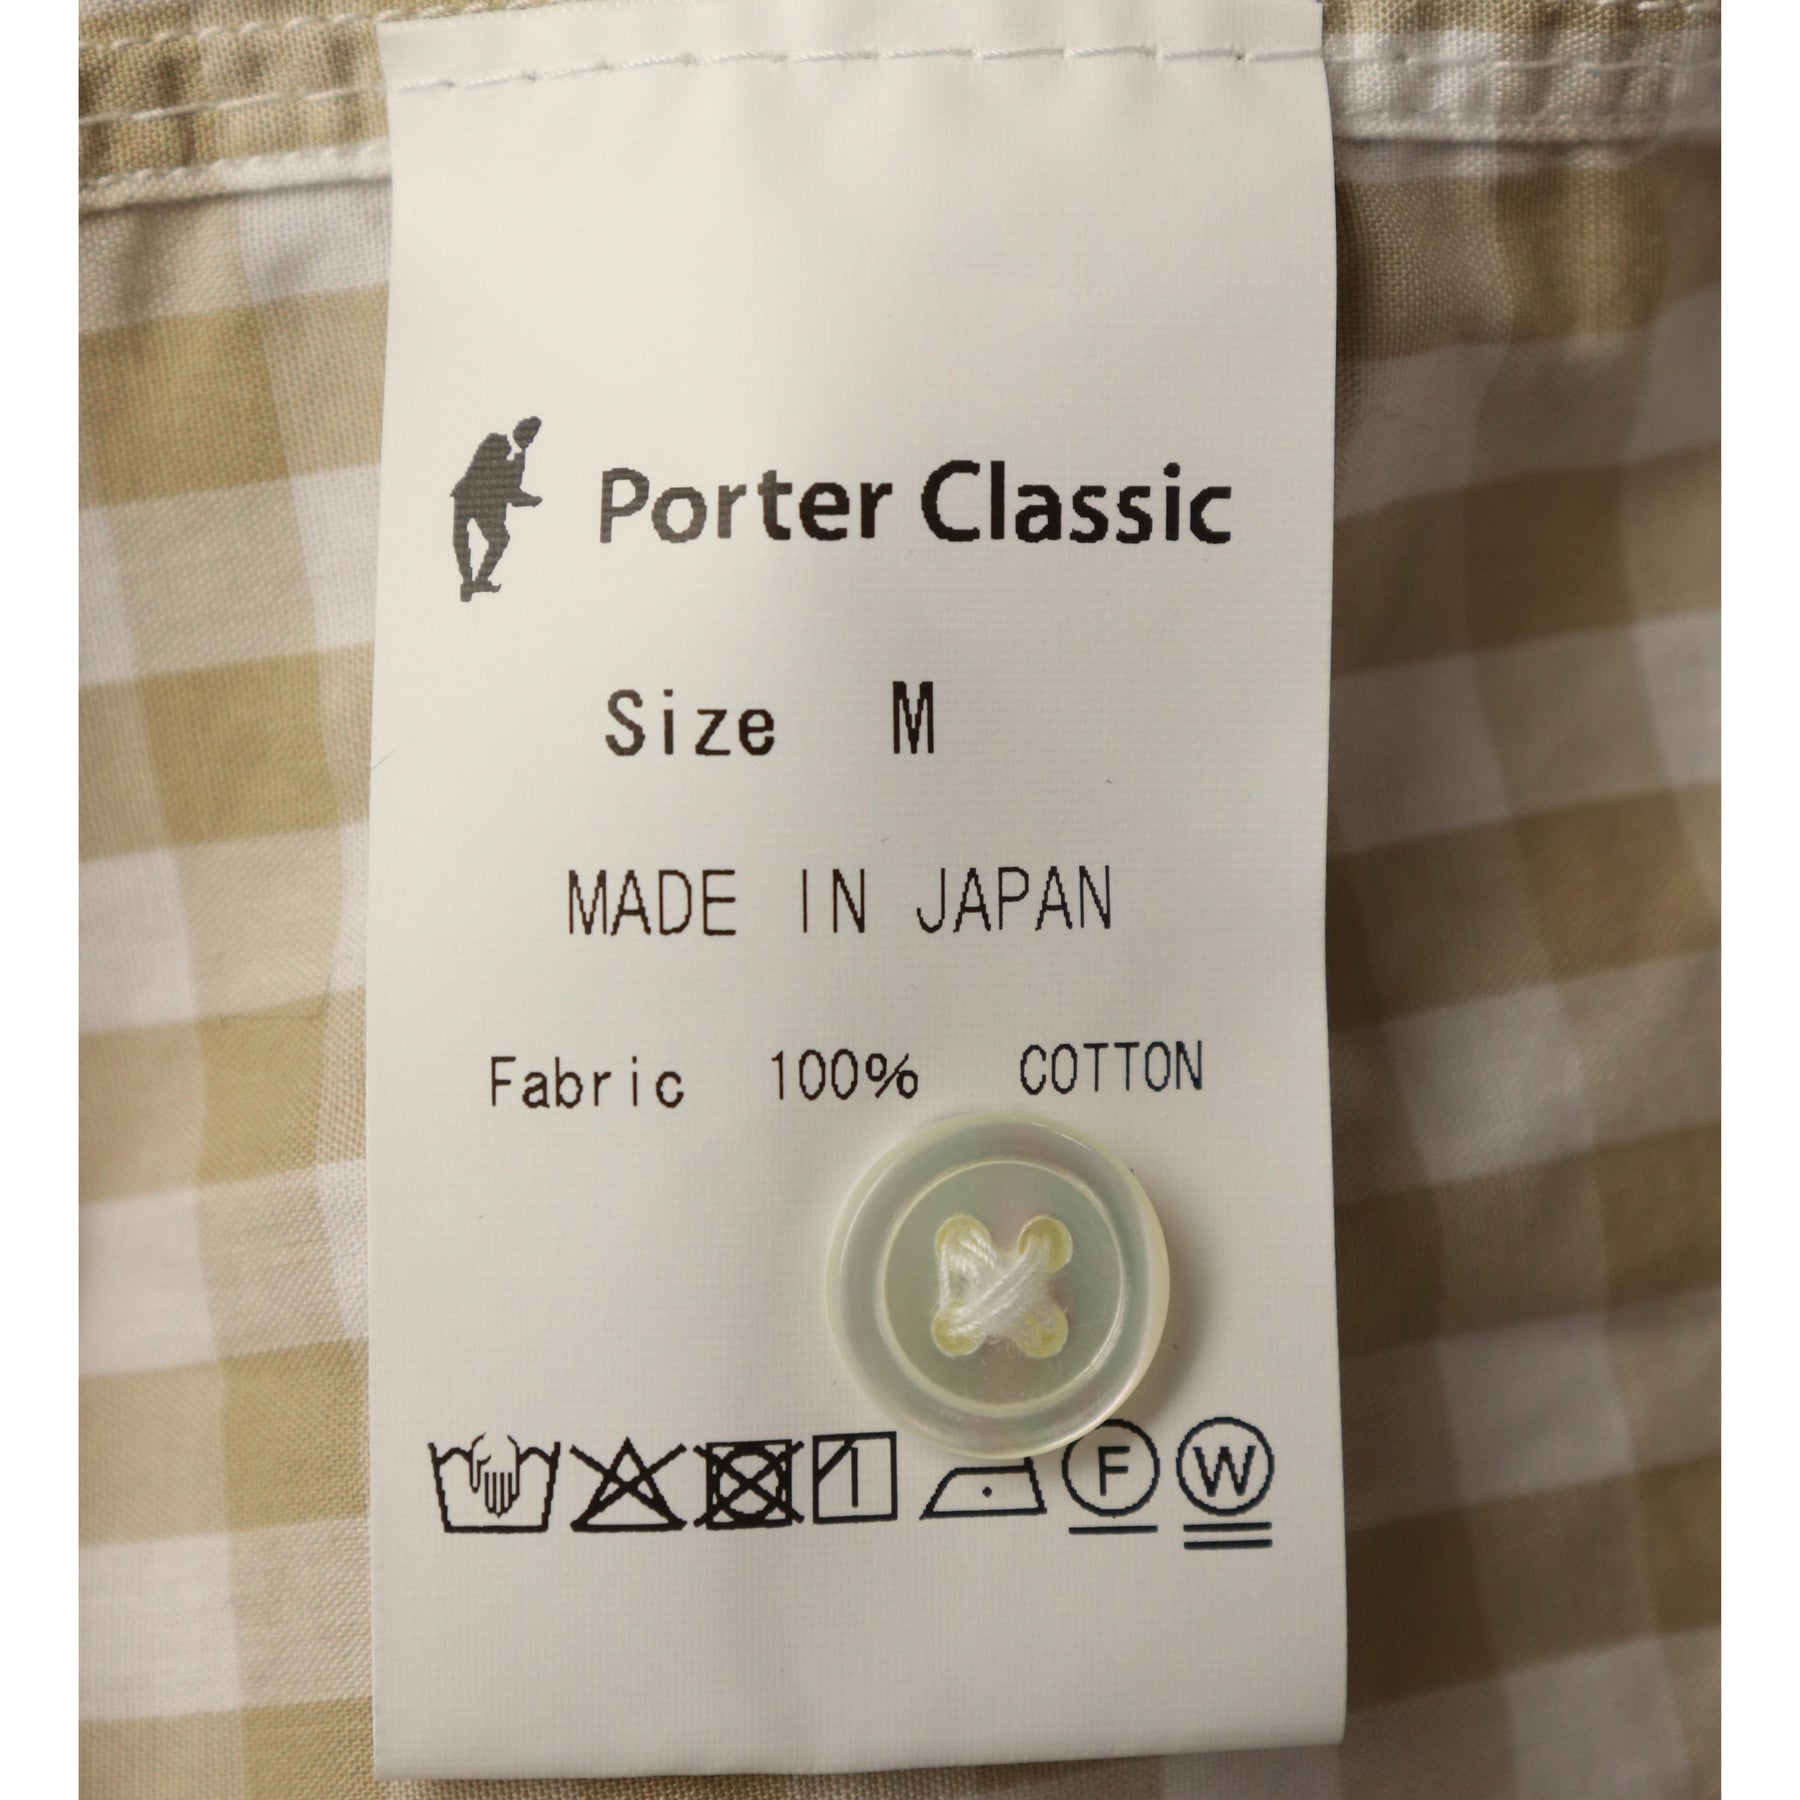 Porter Classic
Size M
MADE IN JAPAN
Fabric 100% COTTON
F W